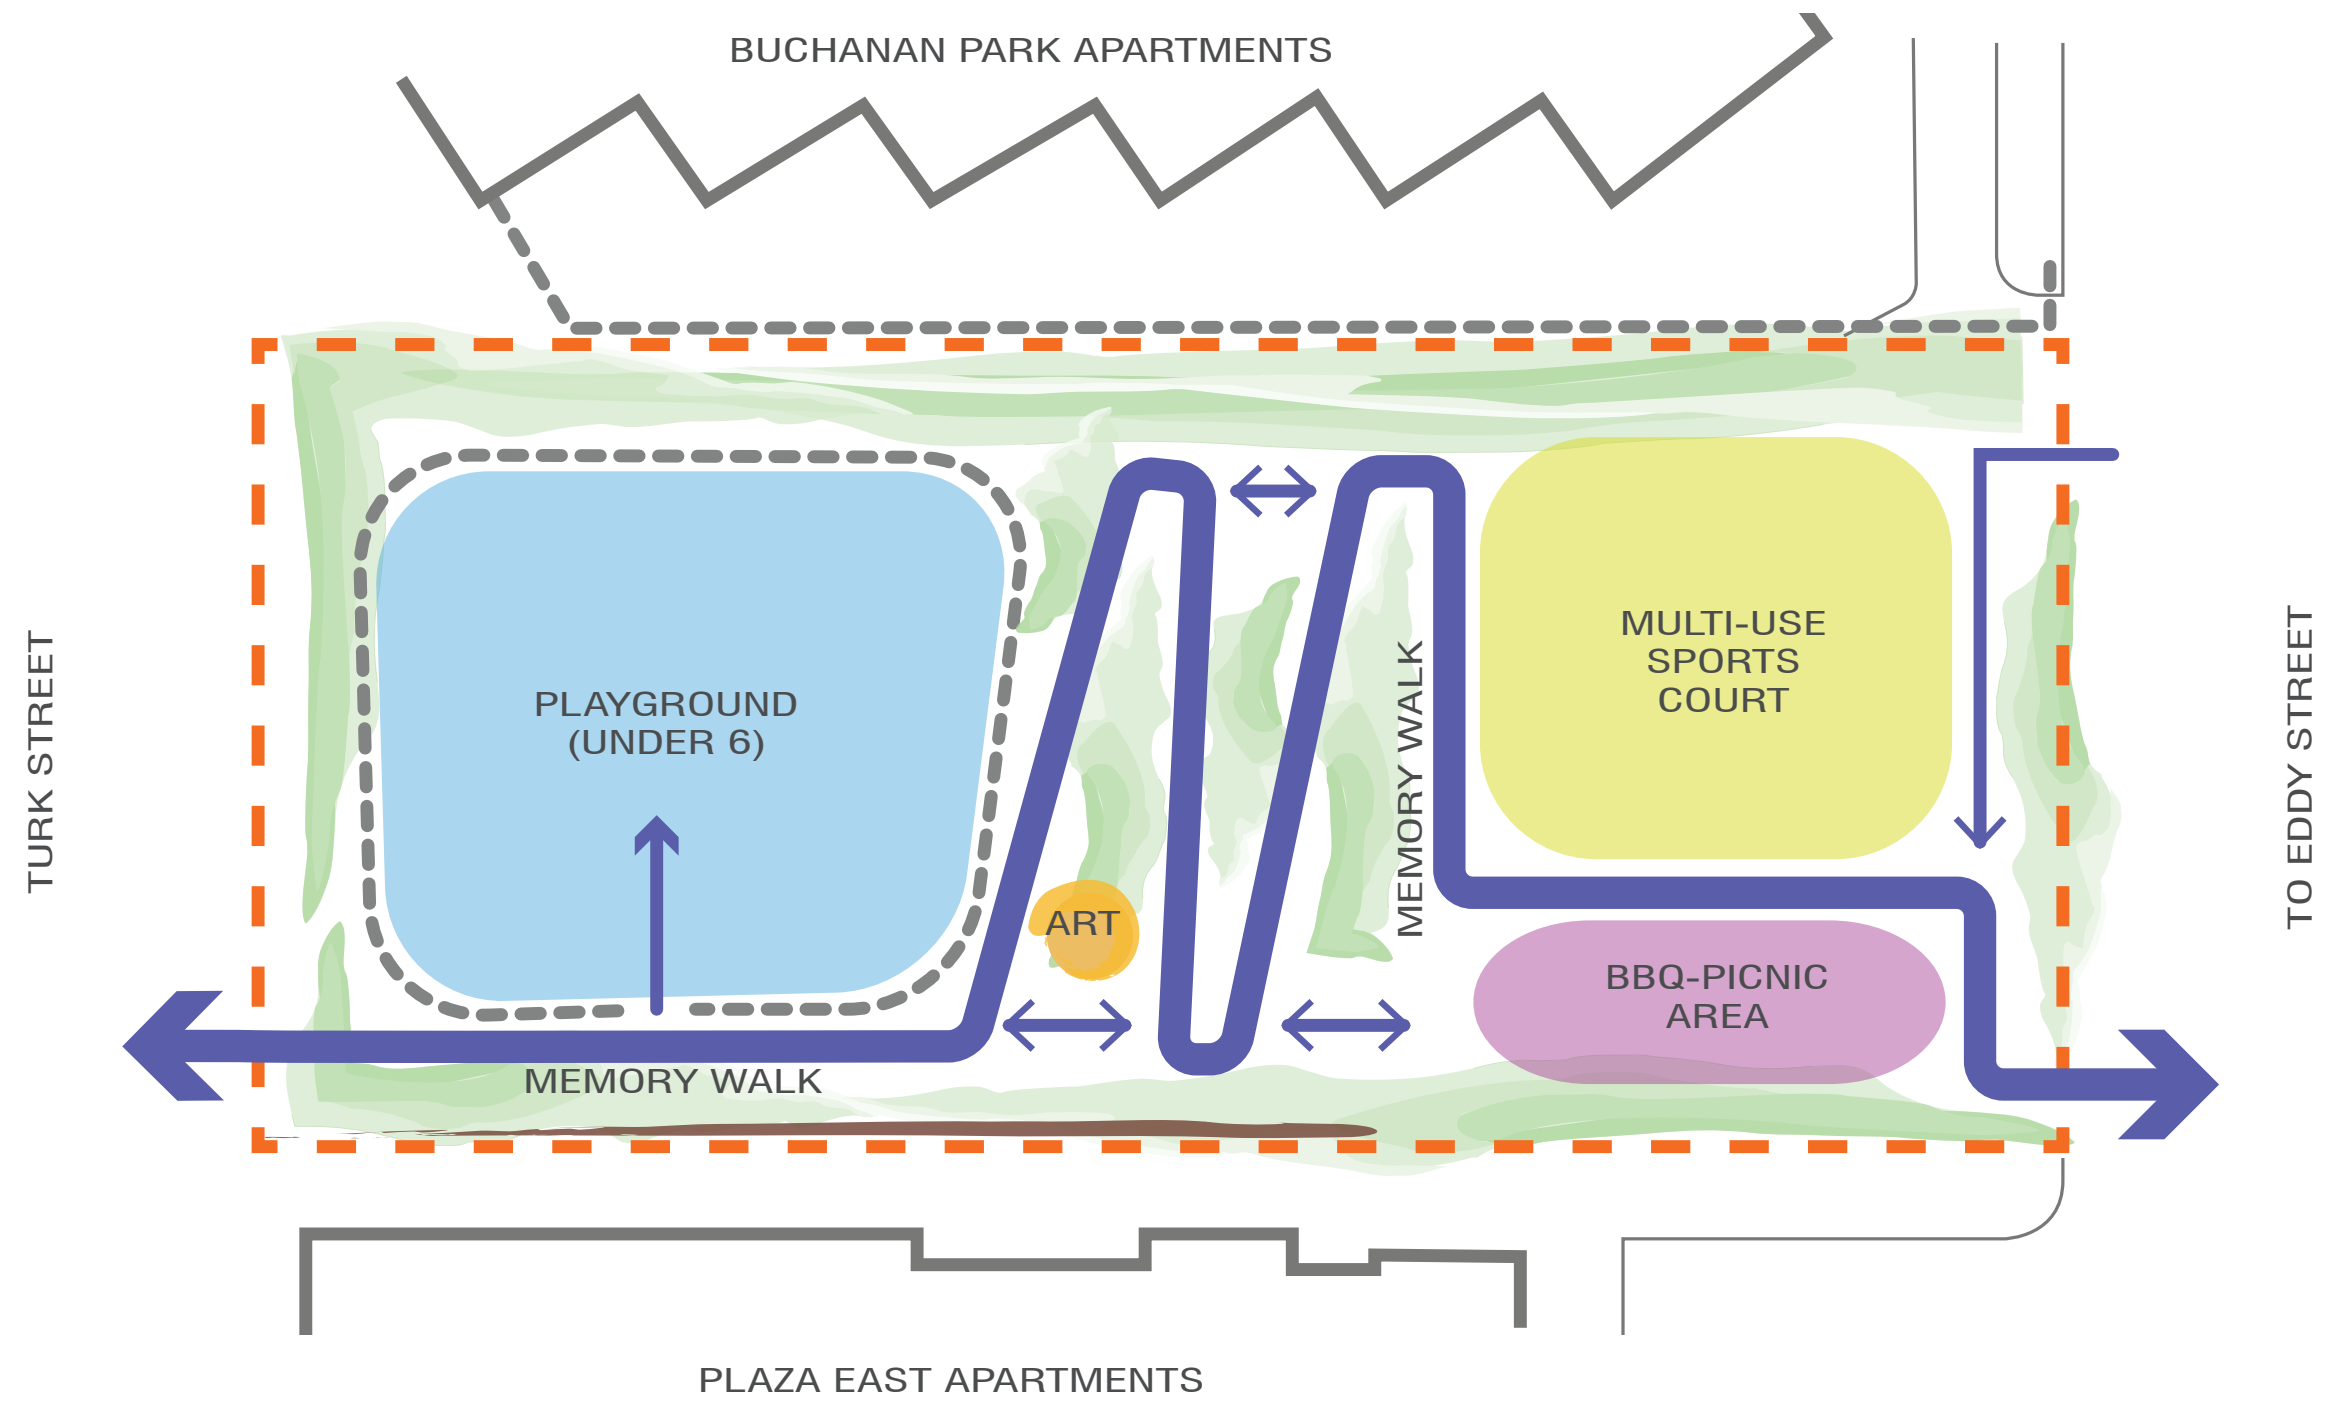 BUCHANAN PARK APARTMENTS
TURK STREET
PLAYGROUND
(UNDER 6)
ART
MEMORY WALK
MULTI-USE
SPORTS
COURT
BBQ-PICNIC
AREA
TO EDDY STREET
MEMORY WALK
PLAZA EAST APARTMENTS